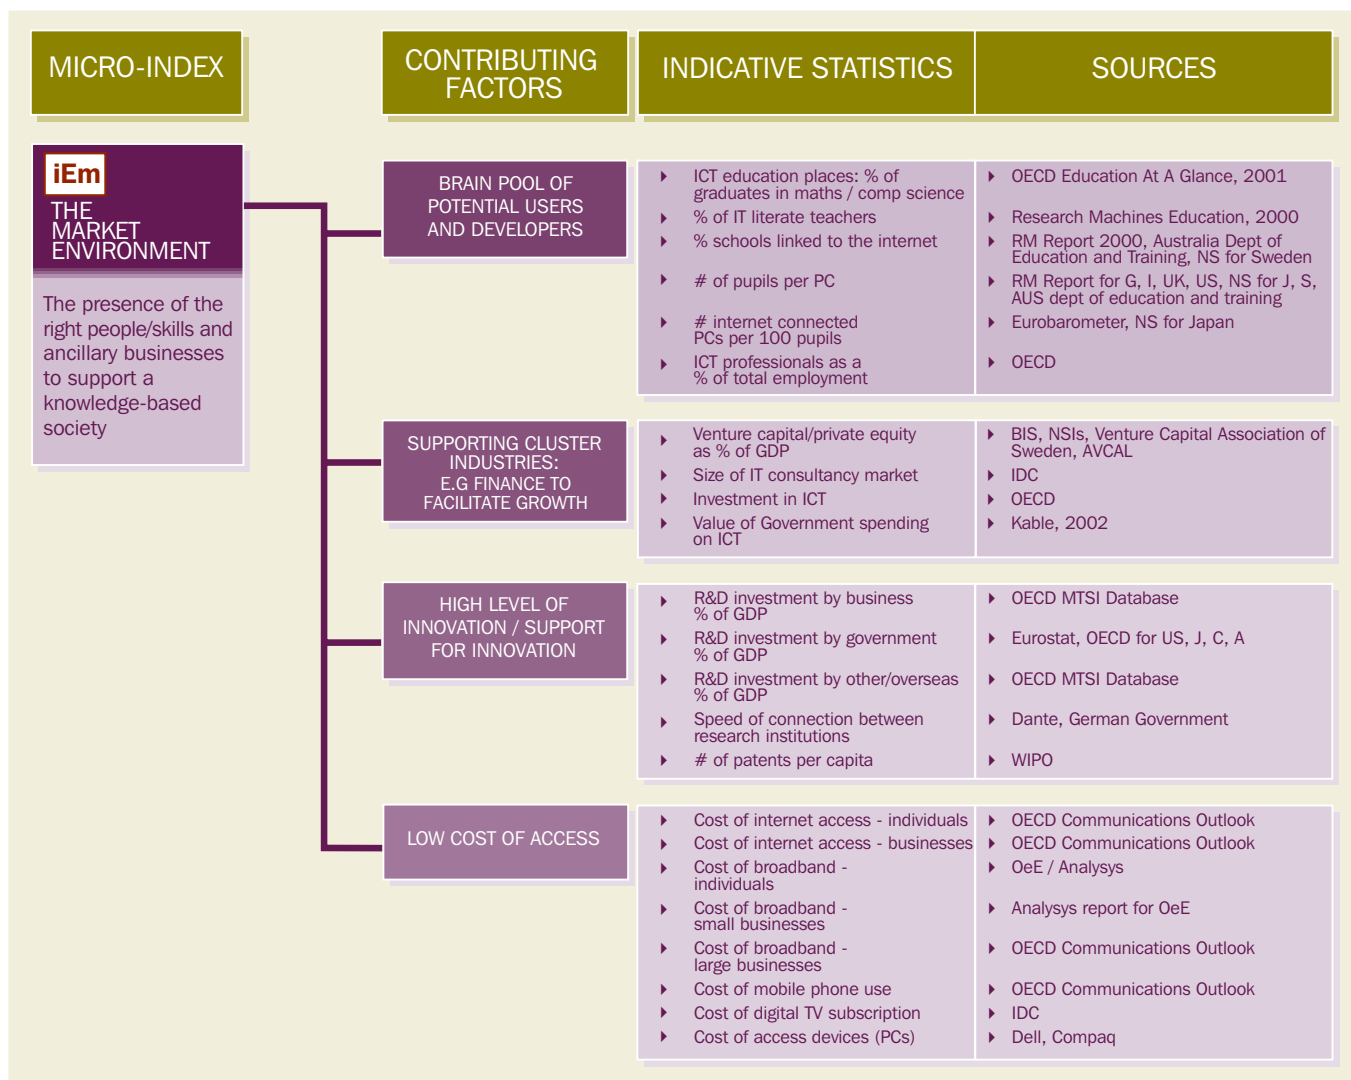 MICRO-INDEX
CONTRIBUTING
FACTORS
INDICATIVE STATISTICS
SOURCES
iEm
THE
MARKET
ENVIRONMENT
The presence of the
right people/skills and
ancillary businesses
to support a
knowledge-based
society
BRAIN POOL OF
POTENTIAL USERS
AND DEVELOPERS
ICT education places: % of
graduates in maths / comp science
OECD Education At A Glance, 2001
% of IT literate teachers
Research Machines Education, 2000
% schools linked to the internet
RM Report 2000, Australia Dept of
Education and Training, NS for Sweden
# of pupils per PC
RM Report for G, I, UK, US, NS for J, S,
AUS dept of education and training
# internet connected
PCs per 100 pupils
Eurobarometer, NS for Japan
ICT professionals as a
% of total employment
OECD
SUPPORTING CLUSTER
INDUSTRIES:
E.G FINANCE TO
FACILITATE GROWTH
Venture capital/private equity
as % of GDP
BIS, NSIs, Venture Capital Association of
Sweden, AVCAL
Size of IT consultancy market
IDC
Investment in ICT
OECD
Value of Government spending
on ICT
Kable, 2002
HIGH LEVEL OF
INNOVATION / SUPPORT
FOR INNOVATION
R&D investment by business
% of GDP
OECD MTSI Database
R&D investment by government
% of GDP
Eurostat, OECD for US, J, C, A
R&D investment by other/overseas
% of GDP
OECD MTSI Database
Speed of connection between
research institutions
Dante, German Government
# of patents per capita
WIPO
LOW COST OF ACCESS
Cost of internet access - individuals
OECD Communications Outlook
Cost of internet access - businesses
OECD Communications Outlook
Cost of broadband -
individuals
OeE / Analysys
Cost of broadband -
small businesses
Analysys report for OeE
Cost of broadband -
large businesses
OECD Communications Outlook
Cost of mobile phone use
OECD Communications Outlook
Cost of digital TV subscription
IDC
Cost of access devices (PCs)
Dell, Compaq